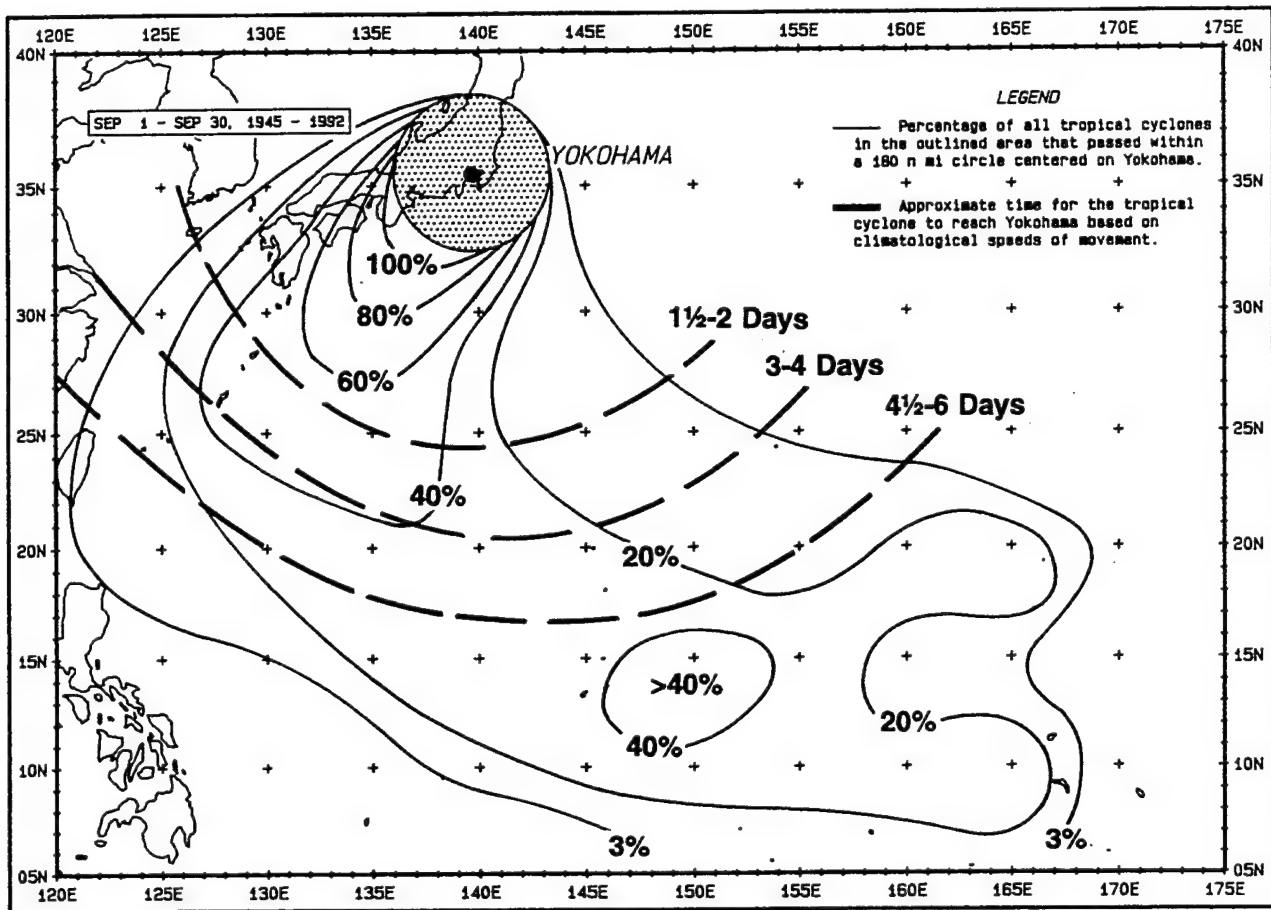 120E 125E 130E 135E 140E 145E 150E 155E 160E 165E 170E 175E
40N 40N
LEGEND
SEP 1 - SEP 30, 1945 - 1992
Percentage of all tropical cyclones
in the outlined area that passed within
a 180 n mi circle centered on Yokohama.
YOKOHAMA
35N 35N
Approximate time for the tropical
cyclone to reach Yokohama based on
climatological speeds of movement.
100%
80%
30N 30N
1½-2 Days
3-4 Days
60%
4½-6 Days
25N 25N
40%
20%
20N 20N
15N 15N
>40%
20%
40%
10N 10N
3%
3%
05N 05N
120E 125E 130E 135E 140E 145E 150E 155E 160E 165E 170E 175E